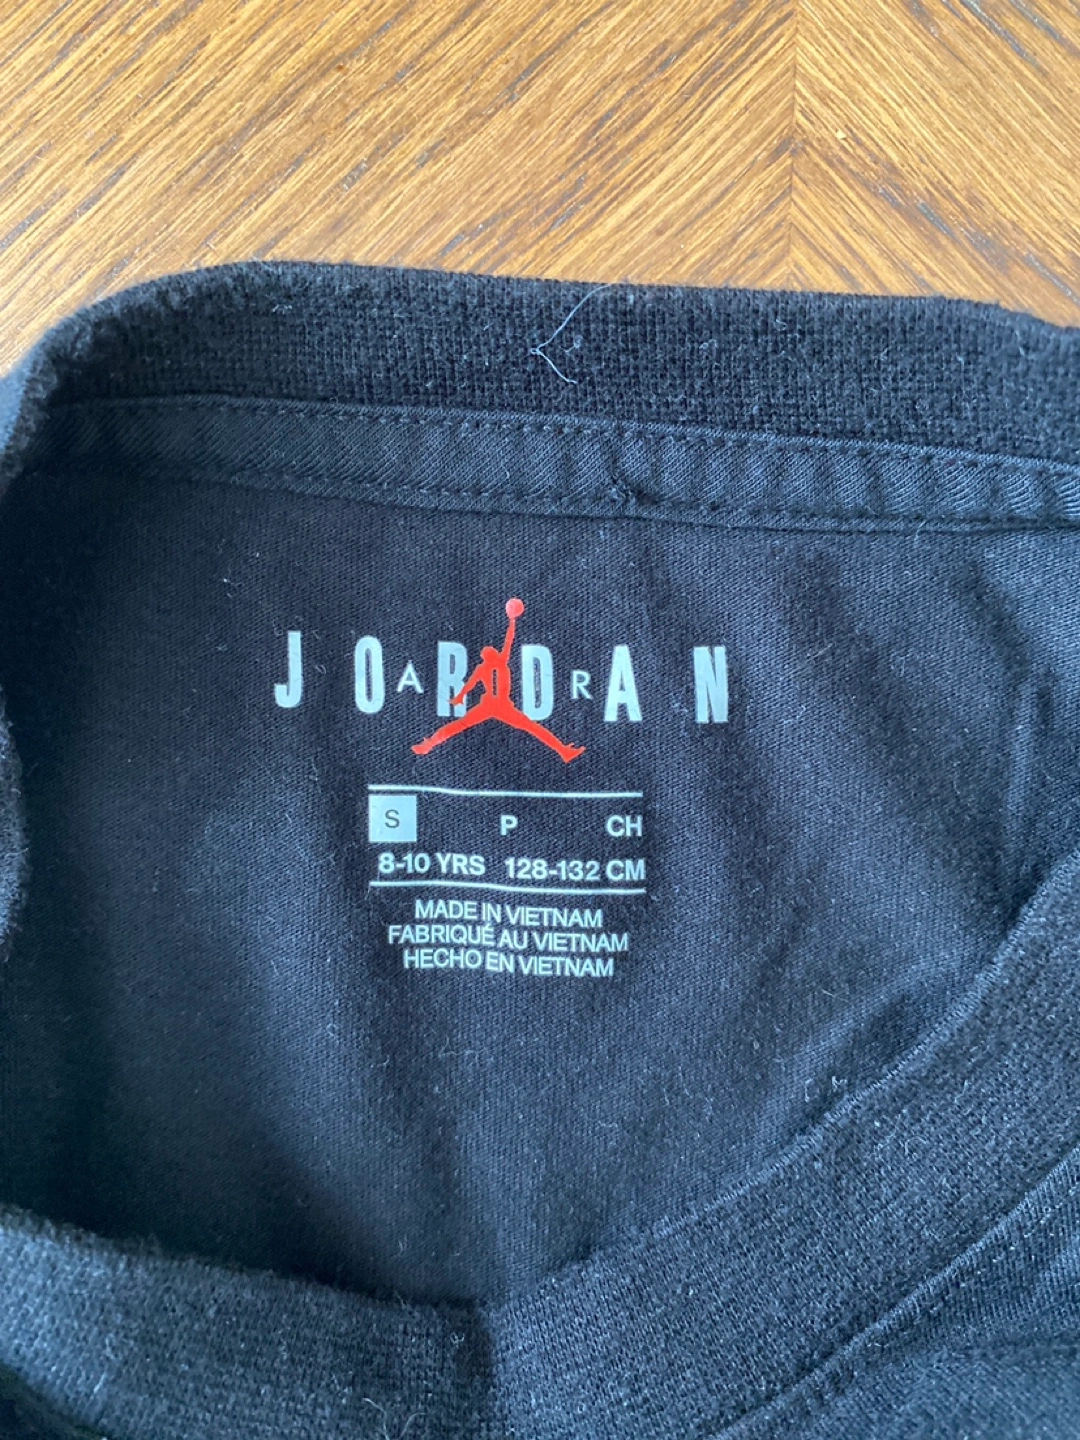 JORDAN
AIR
S P CH
8-10 YRS 128-132 CM
MADE IN VIETNAM
FABRIQUÉ AU VIETNAM
HECHO EN VIETNAM